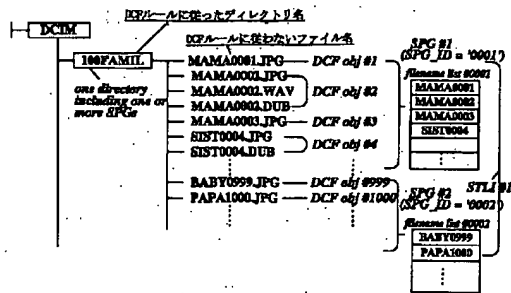 DCFルールに従ったディレクトリ名
DCIM
100FAMIL
one directory
including one or
more SPGs
DCFルールに従わないファイル名
MAMA0001.JPG
DCF obj #1
MAMA0002.JPG
MAMA0002.WAV
DCF obj #2
MAMA0002.DUB
MAMA0003.JPG
DCF obj #3
SIST0004.JPG
DCF obj #4
SIST0004.DUB
BABY0999.JPG
DCF obj #999
PAPA1000.JPG
DCF obj #1000
SPG #1
(SPG_ID = '0001')
filename list #0001
MAMA0001
MAMA0002
MAMA0003
SIST0004
STLI #1
SPG #2
(SPG_ID = '0002')
filename list #0002
BABY0999
PAPA1000